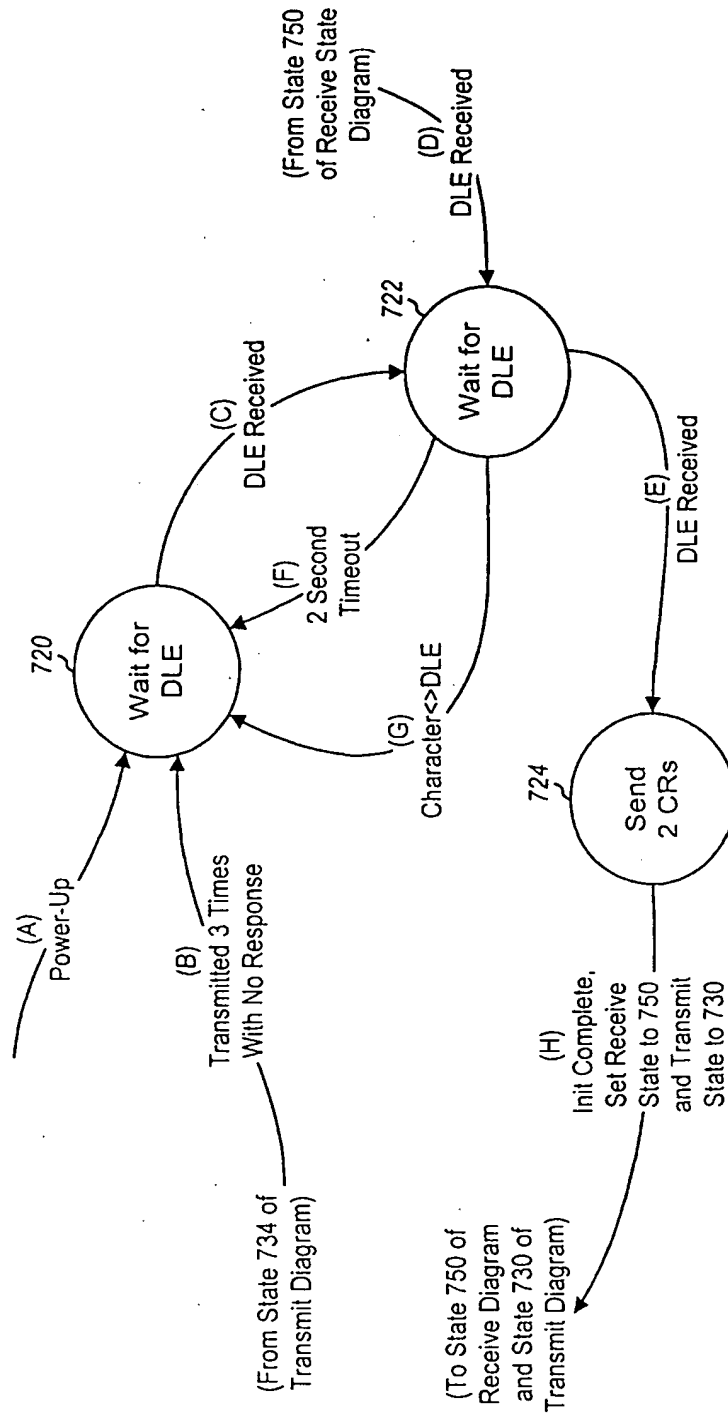 (A)
Power-Up
(B)
Transmitted 3 Times
With No Response
(From State 734 of
Transmit Diagram)
720
Wait for
DLE
(C)
DLE Received
(F)
2 Second
Timeout
(G)
Character<>DLE
722
Wait for
DLE
(From State 750
of Receive State
Diagram)
(D)
DLE Received
(E)
DLE Received
724
Send
2 CRs
(H)
Init Complete,
Set Receive
State to 750
and Transmit
State to 730
(To State 750 of
Receive Diagram
and State 730 of
Transmit Diagram)